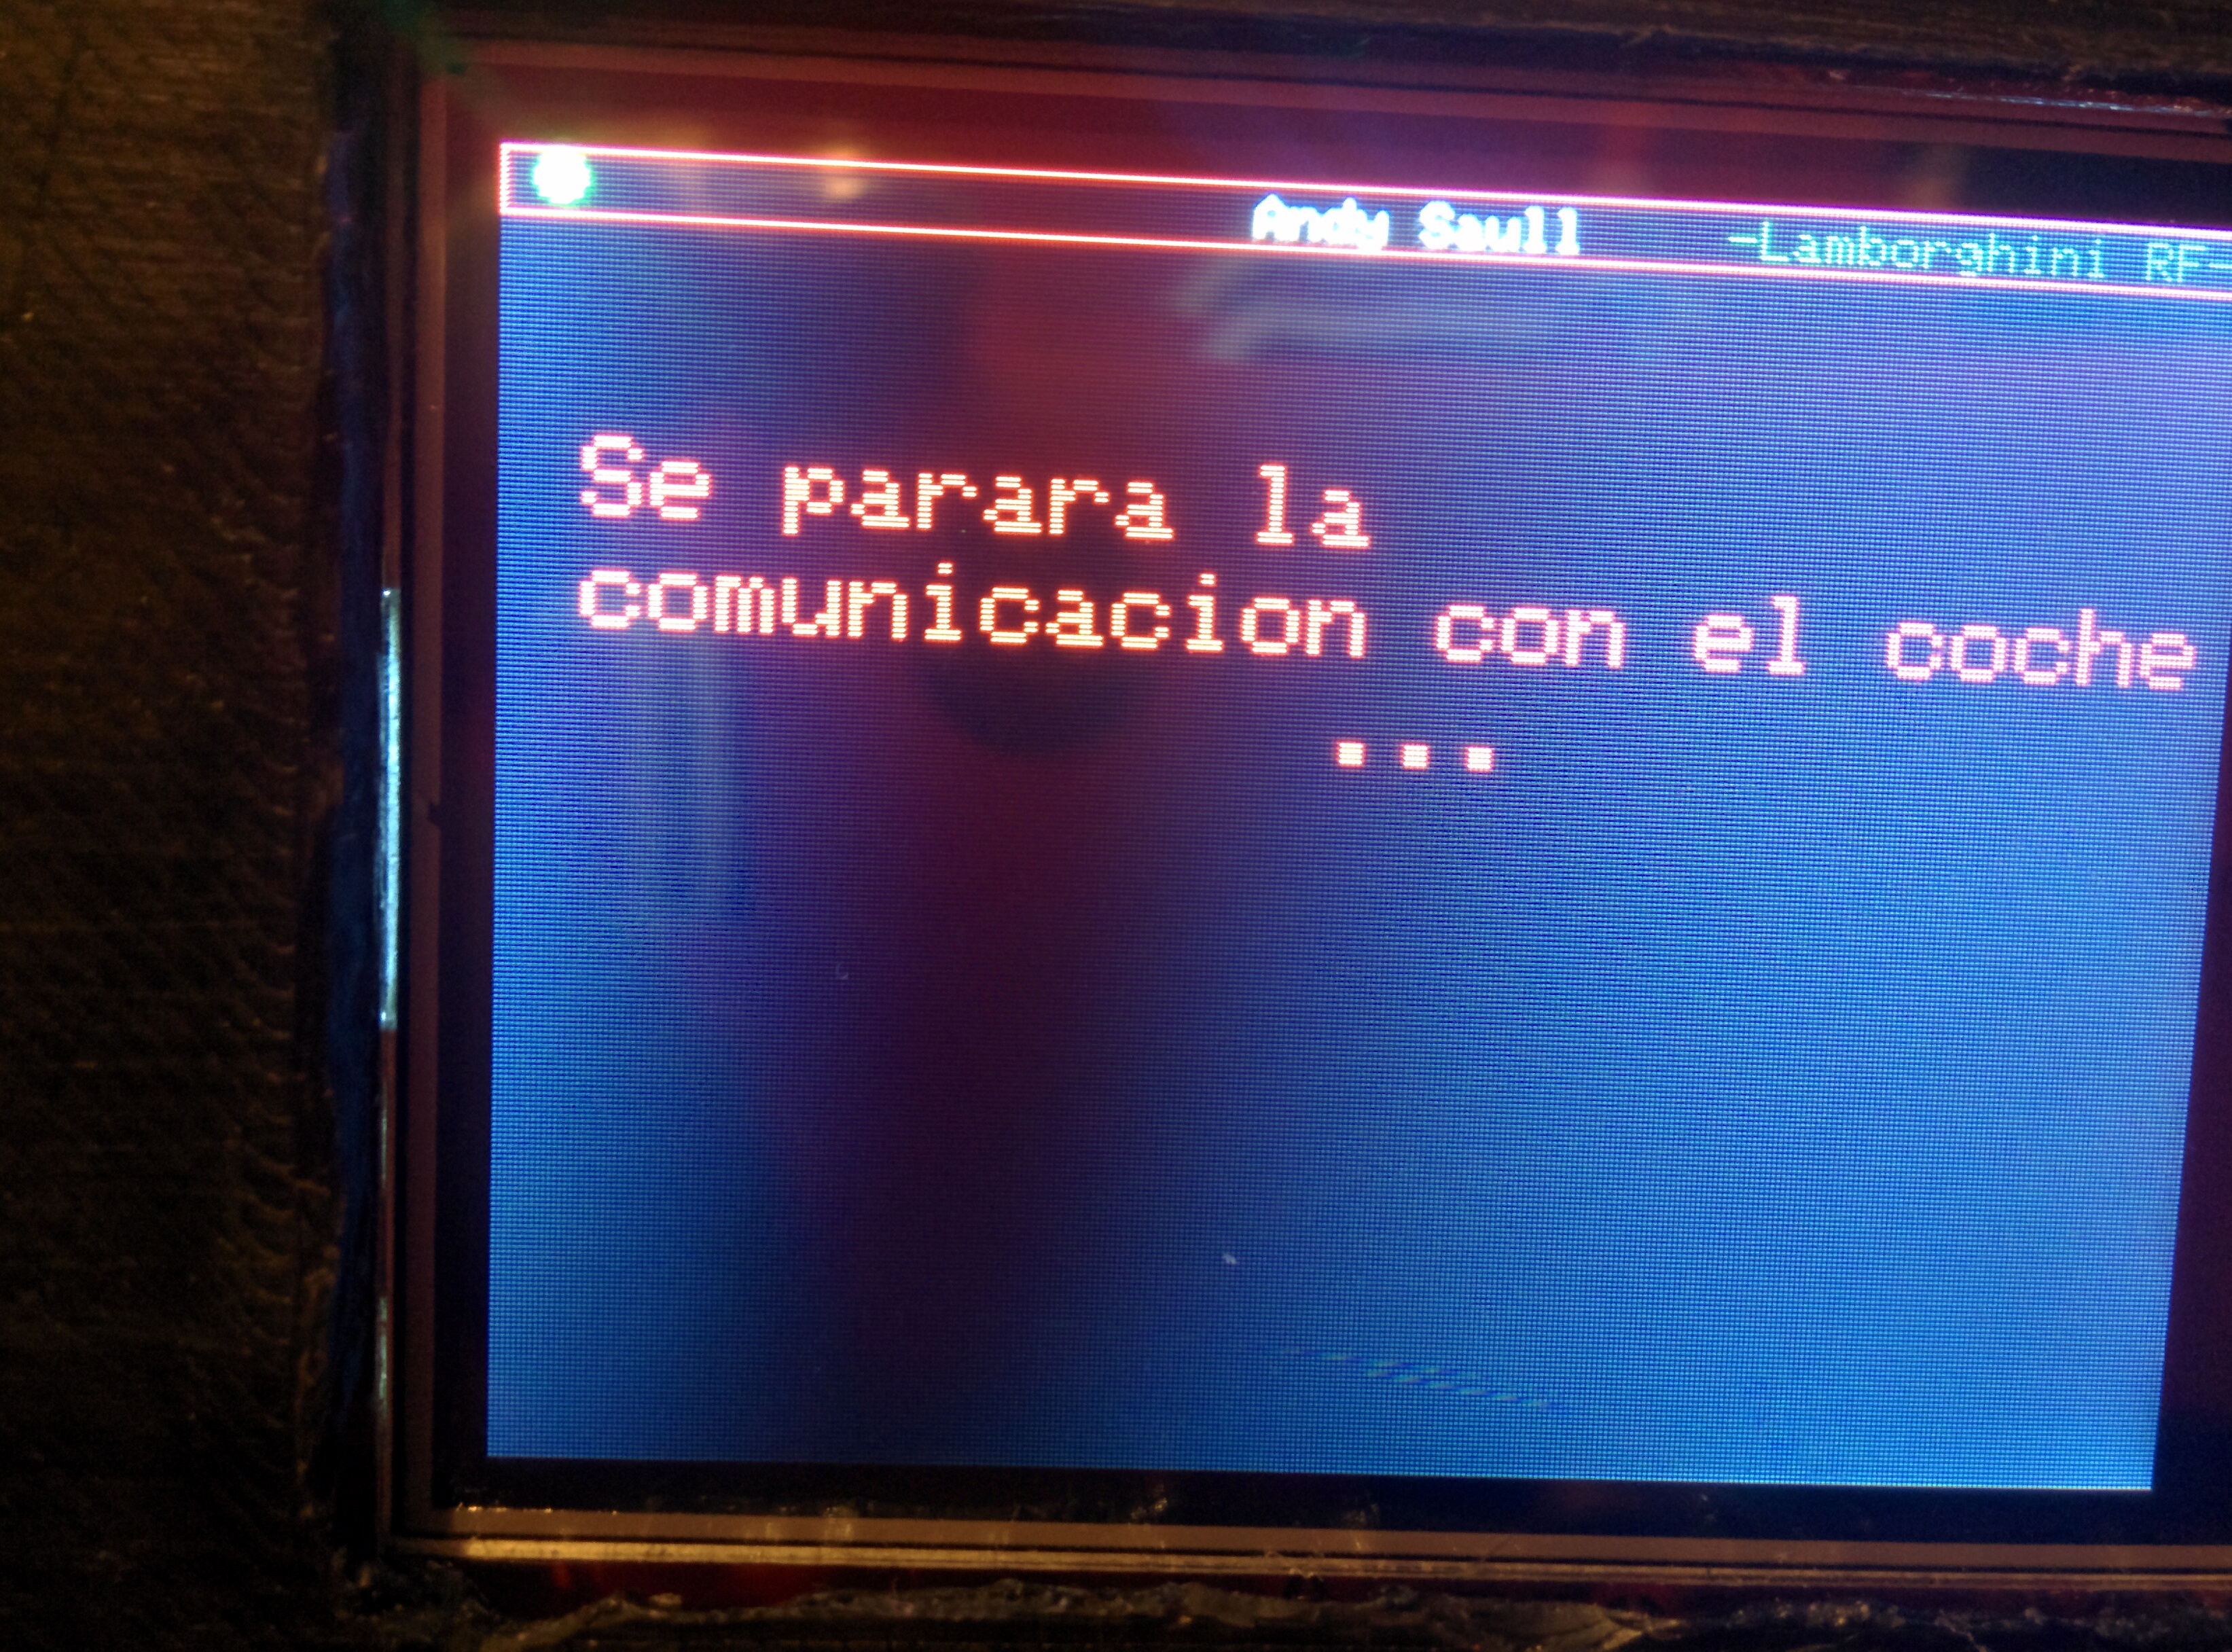 Andy Saull -Lamborghini RF-
Se parara la
comunicacion con el coche
...